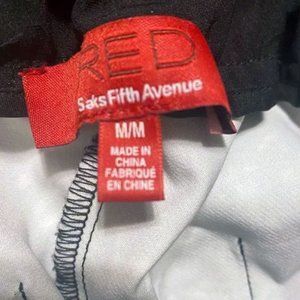 RED
Saks Fifth Avenue
M/M
MADE IN
CHINA
FABRIQUÉ
EN CHINE